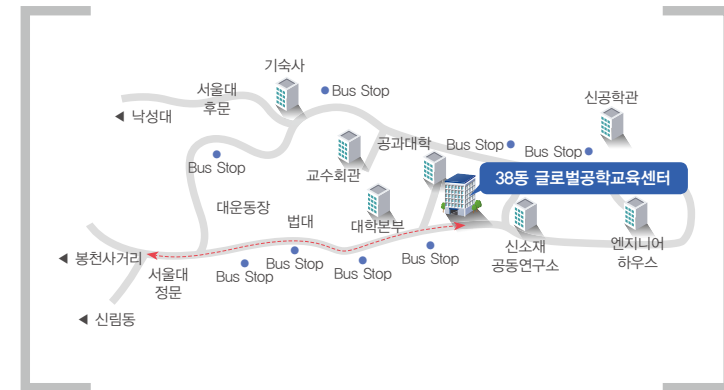 기숙사
Bus Stop
서울대
후문
신공학관
◀ 낙성대
공과대학
Bus Stop
Bus Stop
Bus Stop
교수회관
38동 글로벌공학교육센터
대운동장
법대
대학본부
신소재
공동연구소
엔지니어
하우스
◀ 봉천사거리
서울대
정문
Bus Stop
Bus Stop
Bus Stop
Bus Stop
◀ 신림동